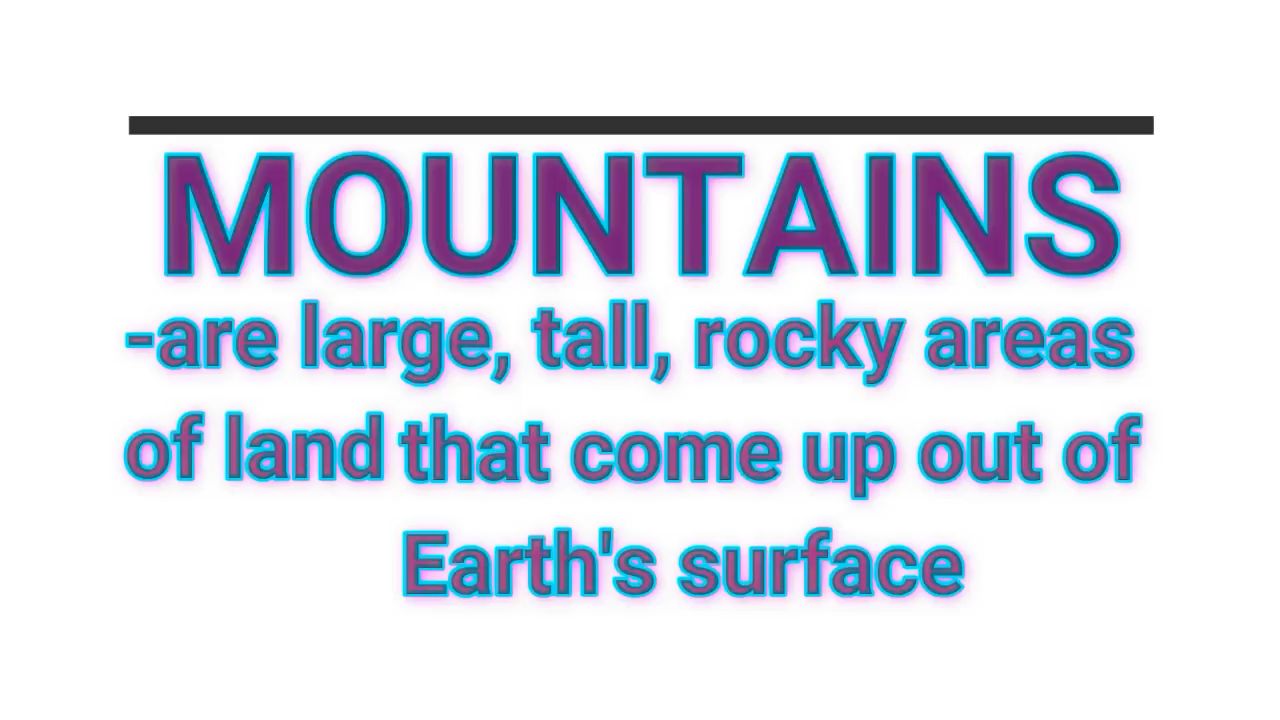 MOUNTAINS
-are large, tall, rocky areas
of land that come up out of
Earth's surface